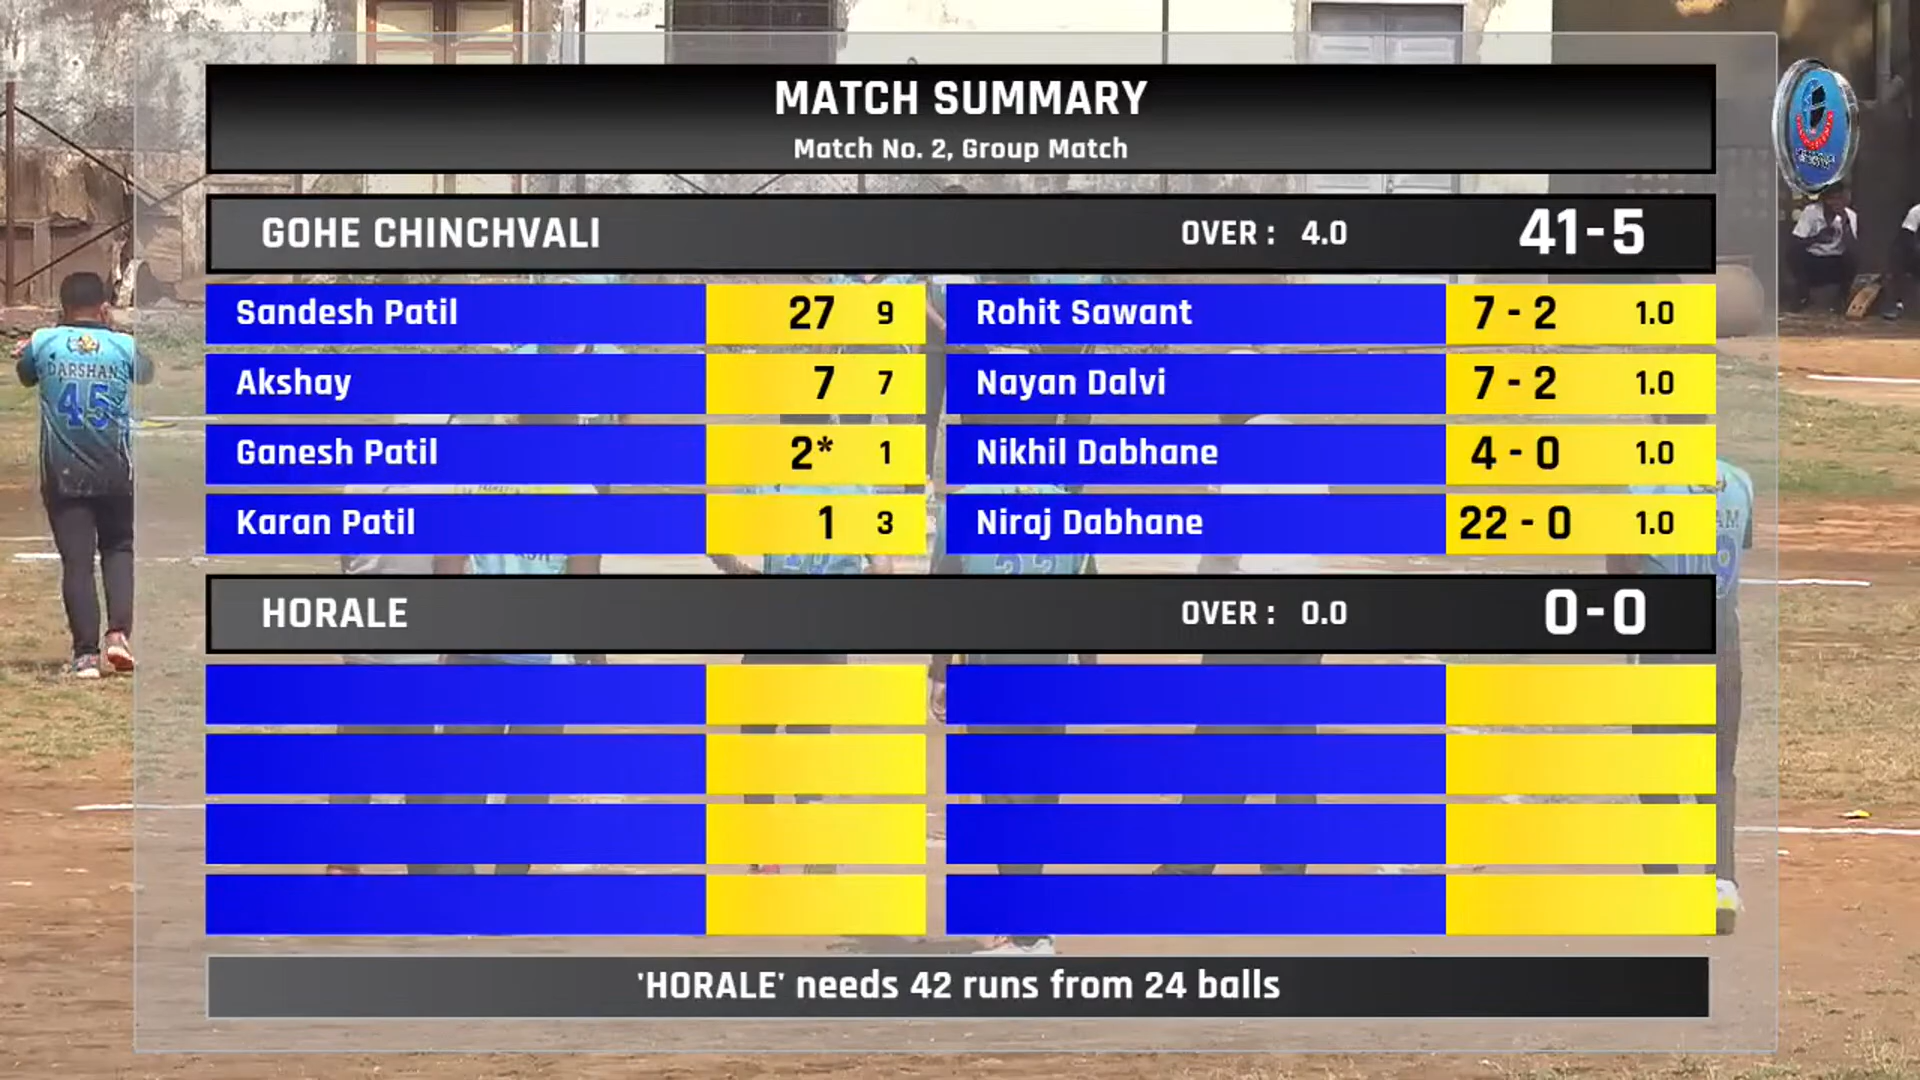 MATCH SUMMARY
Match No. 2, Group Match
GOHE CHINCHVALI OVER : 4.0 41-5
Sandesh Patil 27 9 Rohit Sawant 7 - 2 1.0
Akshay 7 7 Nayan Dalvi 7 - 2 1.0
Ganesh Patil 2* 1 Nikhil Dabhane 4 - 0 1.0
Karan Patil 1 3 Niraj Dabhane 22 - 0 1.0
HORALE OVER : 0.0 0-0
'HORALE' needs 42 runs from 24 balls
DARSHAN
45